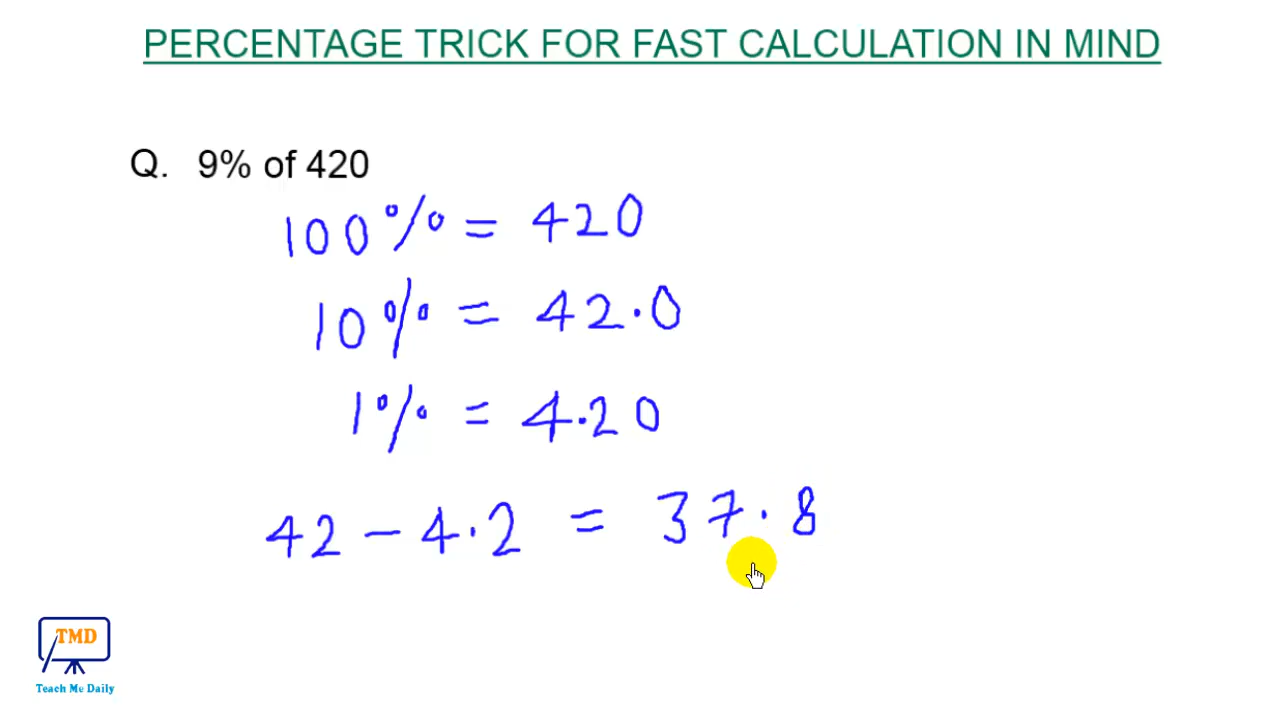 PERCENTAGE TRICK FOR FAST CALCULATION IN MIND
Q. 9% of 420
100% = 420
10% = 42.0
1% = 4.20
42 - 4.2 = 37.8
TMD
Teach Me Daily